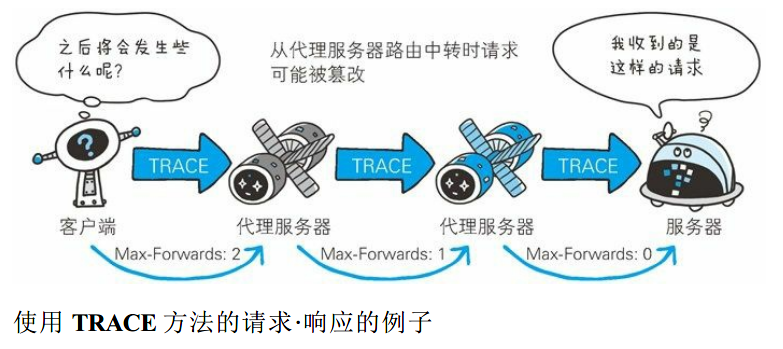 之后将会发生些
什么呢?
从代理服务器路由中转时请求
可能被篡改
我收到的是
这样的请求
?
TRACE
TRACE
TRACE
客户端
代理服务器
代理服务器
服务器
Max-Forwards: 2
Max-Forwards: 1
Max-Forwards: 0
使用 TRACE 方法的请求·响应的例子